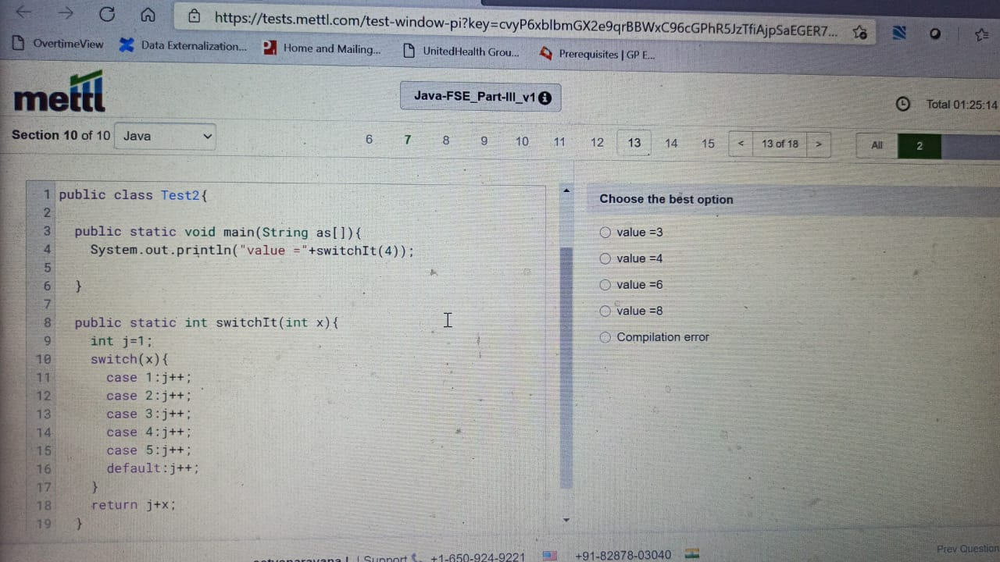 https://tests.mettl.com/test-window-pi?key=cvyP6xblbmGX2e9qrBBWxC96cGPhR5JzTfiAjpSaEGER7...
OvertimeView Data Externalization... Home and Mailing... UnitedHealth Grou... Prerequisites | GP E...
mettl
Java-FSE_Part-III_v1
Total 01:25:14
Section 10 of 10 Java 6 7 8 9 10 11 12 13 14 15 < 13 of 18 > All 2
1 public class Test2{
2
3 public static void main(String as[]){
4 System.out.println("value ="+switchIt(4));
5
6 }
7
8 public static int switchIt(int x){
9 int j=1;
10 switch(x){
11 case 1:j++;
12 case 2:j++;
13 case 3:j++;
14 case 4:j++;
15 case 5:j++;
16 default:j++;
17 }
18 return j+x;
19 }
Choose the best option
value =3
value =4
value =6
value =8
Compilation error
Prev Question
Support +1-650-924-9221 +91-82878-03040